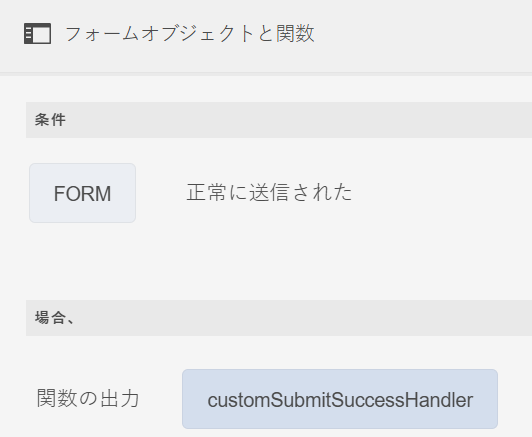 フォームオブジェクトと関数
条件
FORM 正常に送信された
場合、
関数の出力 customSubmitSuccessHandler